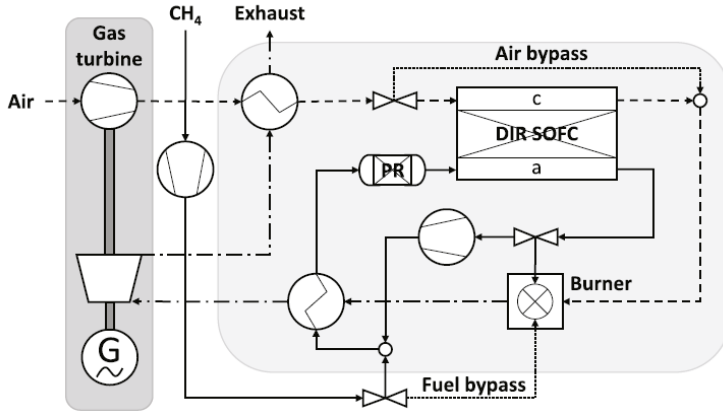 CH₄
Exhaust
Gas
turbine
Air bypass
Air
c
DIR SOFC
PR
a
Burner
G
Fuel bypass